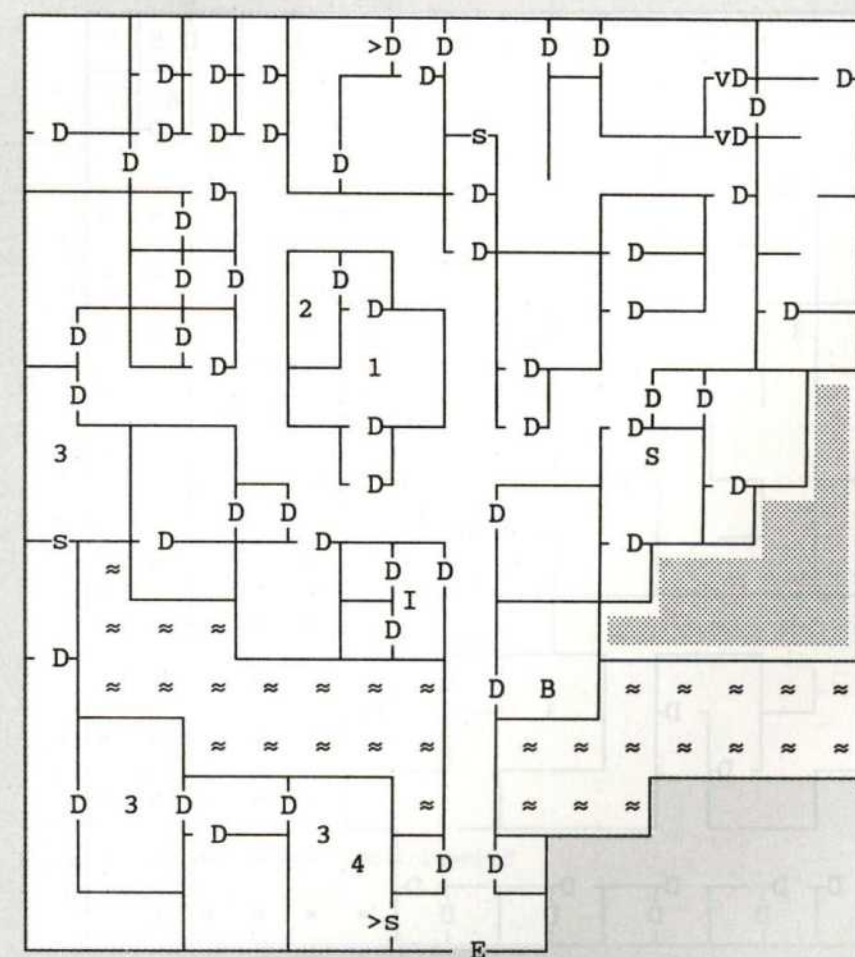 >D D D D
D D D D vD D
D
D D D D s vD
D D
D D D
D
D D
D D D
2 D D D
D D 1
D D
D D D
D D D
3 S
D D
D D D
s D D D
≈ D D
I
≈ ≈ ≈ D
D
≈ ≈ ≈ ≈ ≈ ≈ ≈ D B ≈ ≈ ≈ ≈ ≈
≈ ≈ ≈ ≈ ≈ ≈ ≈ ≈ ≈ ≈ ≈ ≈
D 3 D D ≈ ≈ ≈ ≈
D 3
4 D D
>s
E